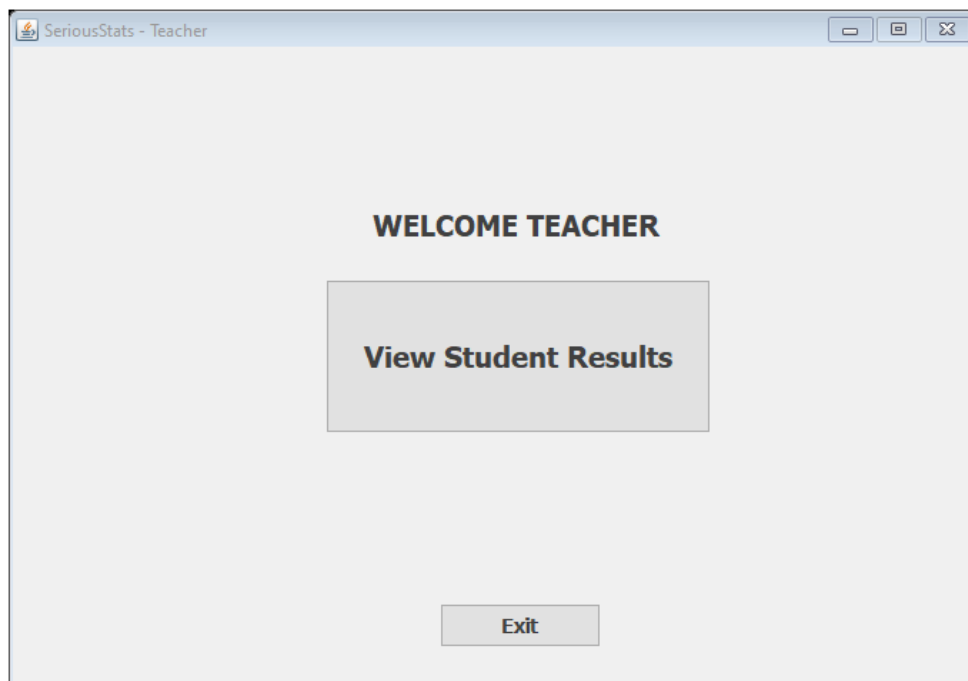 SeriousStats - Teacher
WELCOME TEACHER
View Student Results
Exit